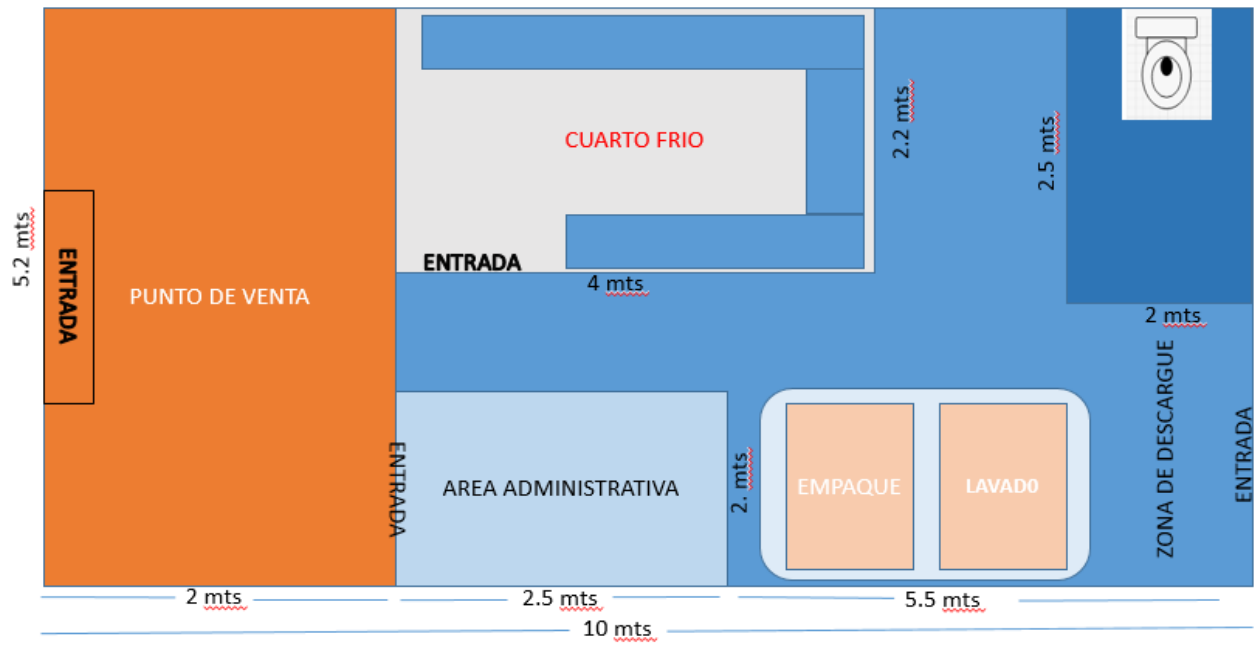 CUARTO FRIO
ENTRADA
4 mts
2.2 mts
2.5 mts
2 mts
5.2 mts
ENTRADA
PUNTO DE VENTA
ENTRADA
AREA ADMINISTRATIVA
2. mts
EMPAQUE
LAVAD0
ZONA DE DESCARGUE
ENTRADA
2 mts
2.5 mts
5.5 mts
10 mts